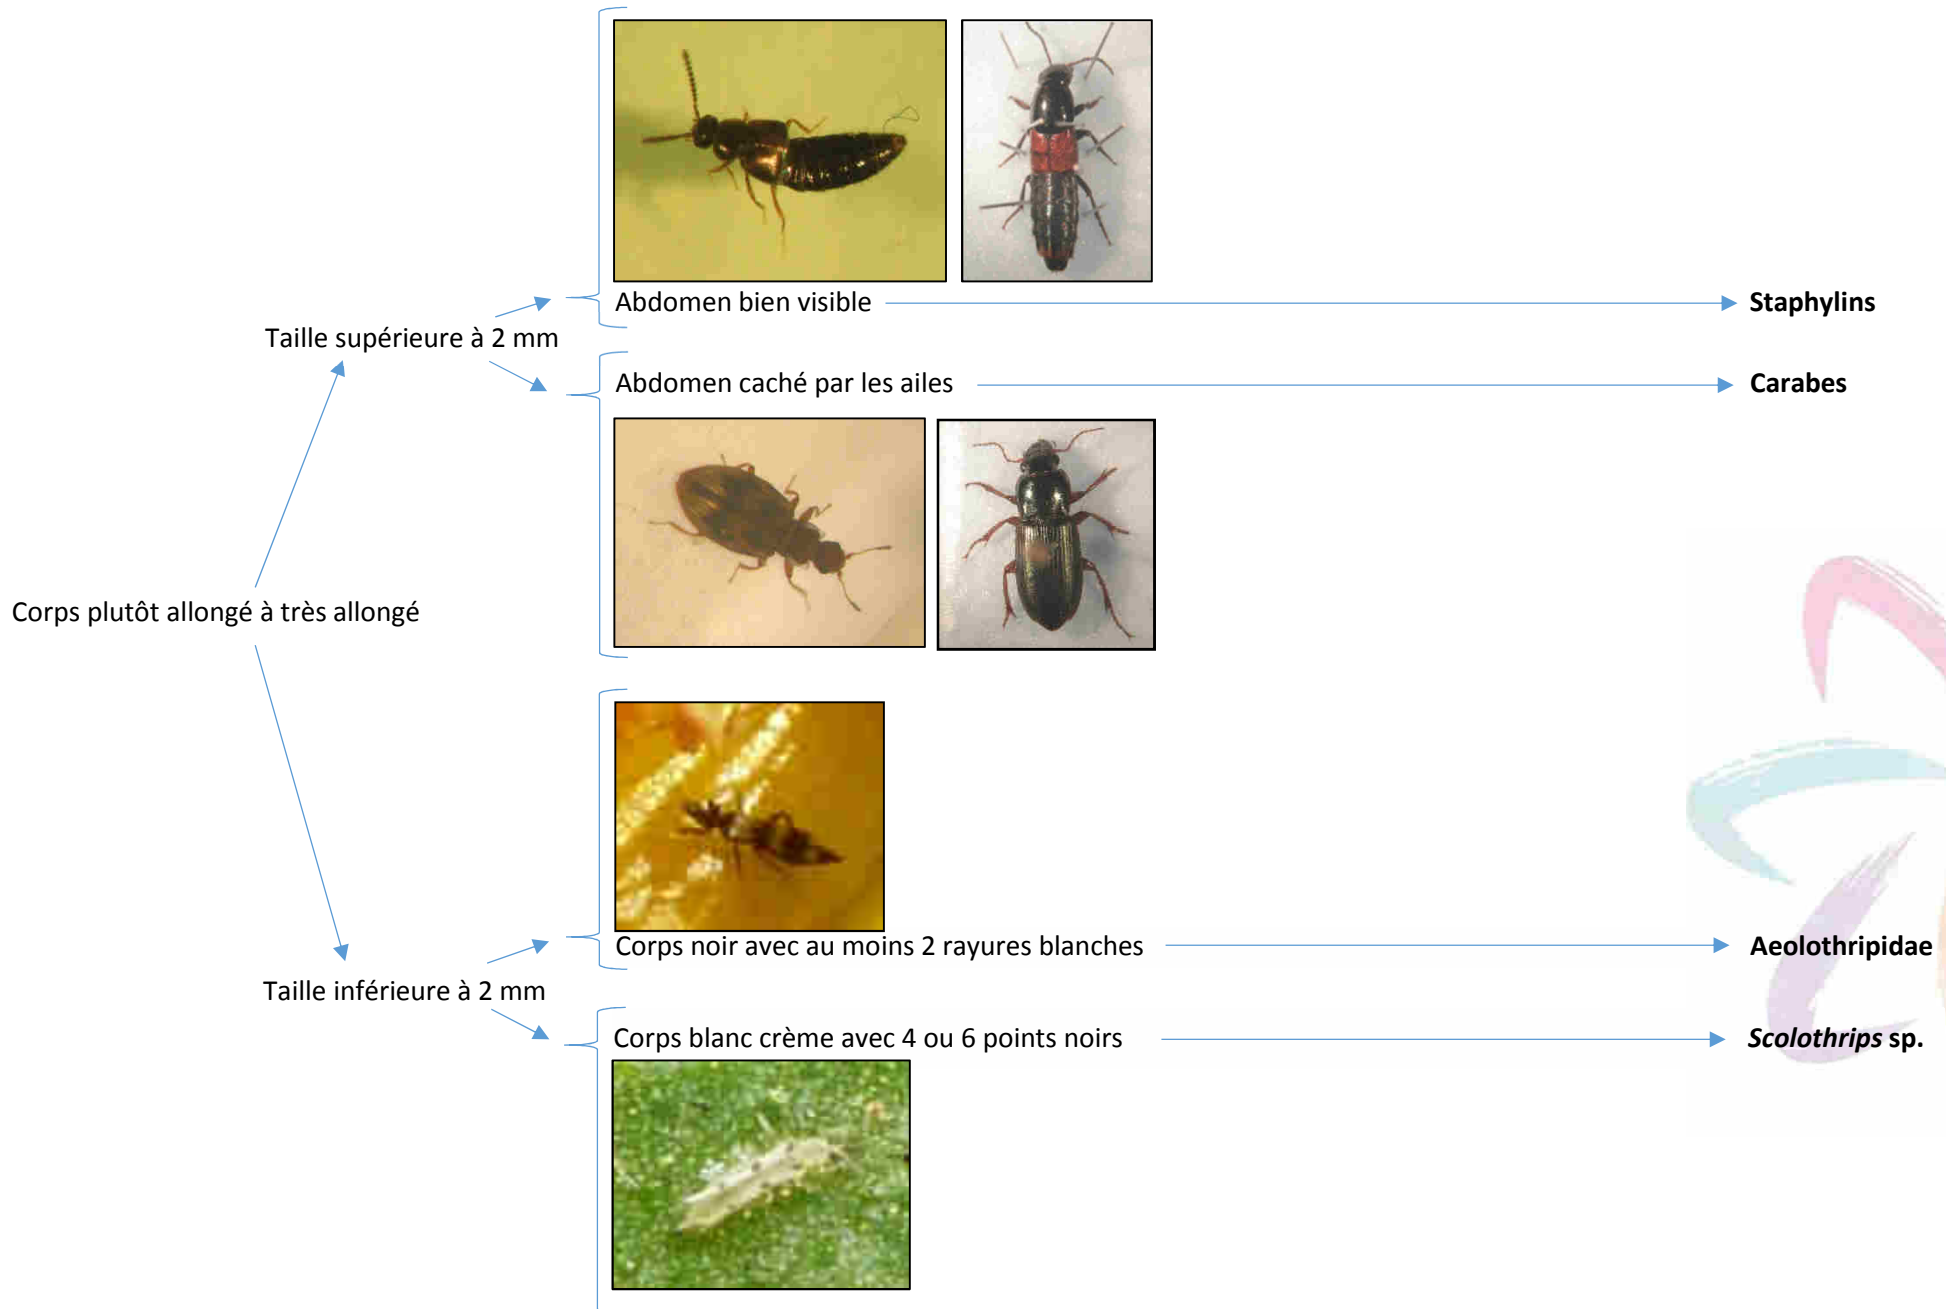 Abdomen bien visible
Staphylins
Taille supérieure à 2 mm
Abdomen caché par les ailes
Carabes
Corps plutôt allongé à très allongé
Corps noir avec au moins 2 rayures blanches
Aeolothripidae
Taille inférieure à 2 mm
Corps blanc crème avec 4 ou 6 points noirs
Scolothrips sp.